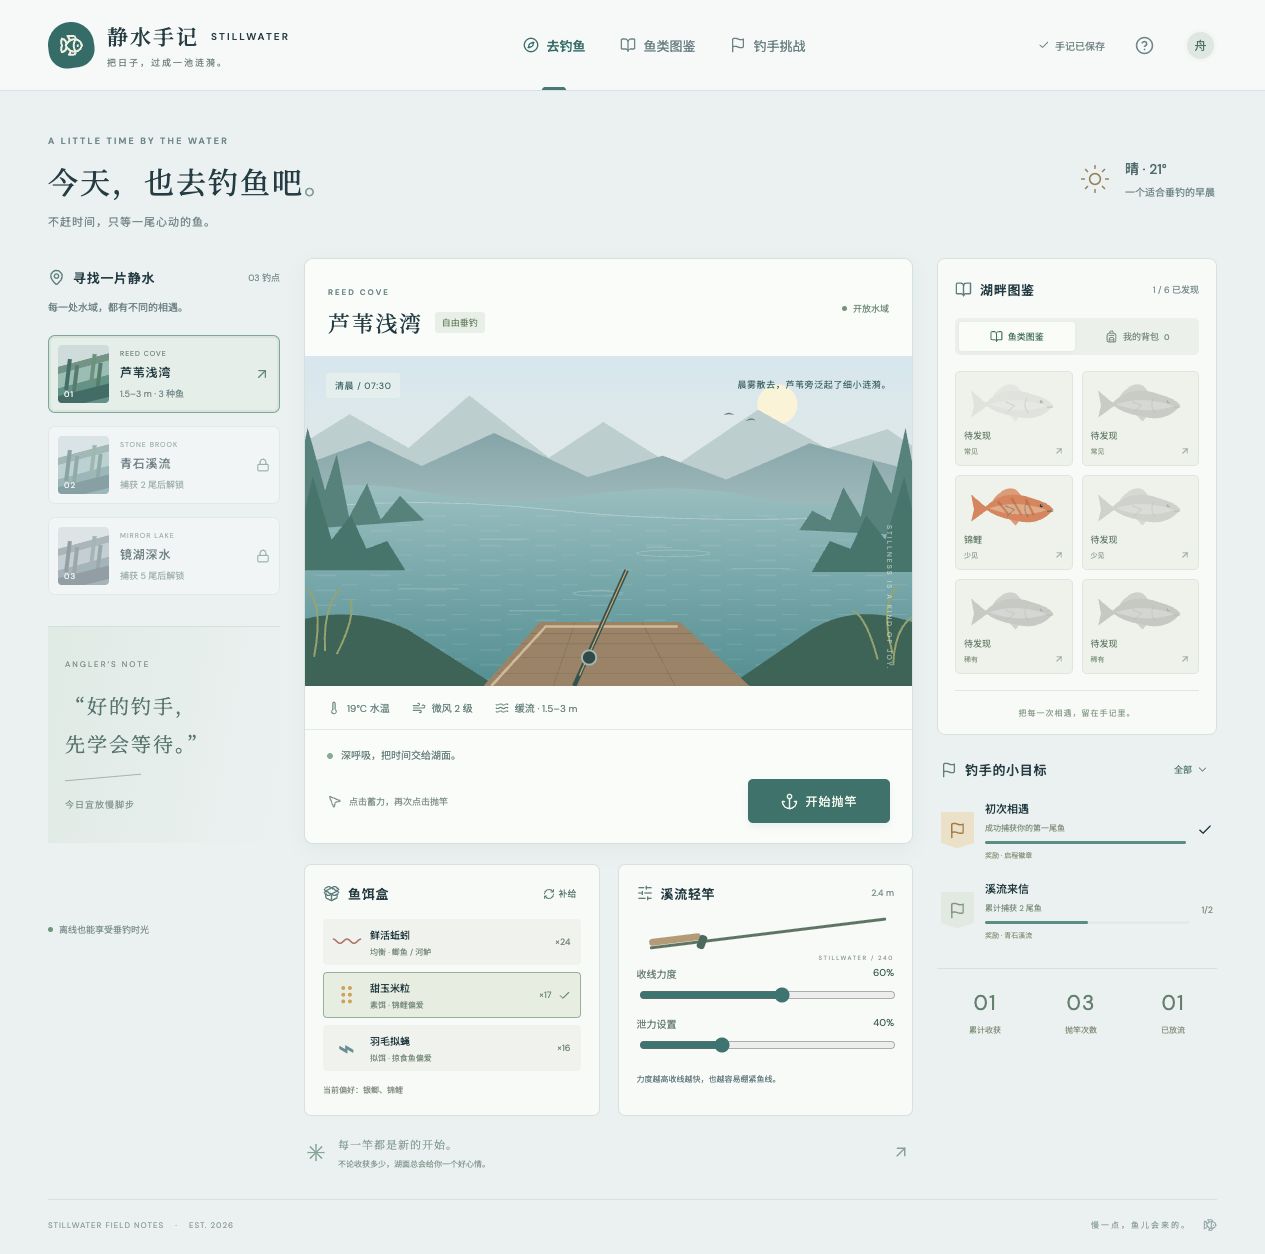 静水手记 STILLWATER
把日子，过成一池涟漪。
去钓鱼
鱼类图鉴
钓手挑战
手记已保存
舟
A LITTLE TIME BY THE WATER
今天，也去钓鱼吧。
不赶时间，只等一尾心动的鱼。
晴 · 21°
一个适合垂钓的早晨
寻找一片静水
03 钓点
每一处水域，都有不同的相遇。
REED COVE
芦苇浅湾
1.5–3 m · 3 种鱼
01
STONE BROOK
青石溪流
捕获 2 尾后解锁
02
MIRROR LAKE
镜湖深水
捕获 5 尾后解锁
03
ANGLER'S NOTE
“好的钓手，
先学会等待。”
今日宜放慢脚步
离线也能享受垂钓时光
REED COVE
芦苇浅湾
自由垂钓
开放水域
清晨 / 07:30
晨雾散去，芦苇旁泛起了细小涟漪。
STILLNESS IS A KIND OF JOY.
19°C 水温
微风 2 级
缓流 · 1.5–3 m
深呼吸，把时间交给湖面。
点击蓄力，再次点击抛竿
开始抛竿
鱼饵盒
补给
鲜活蚯蚓
均衡 · 鲫鱼 / 河鲈
×24
甜玉米粒
素饵 · 锦鲤偏爱
×17
羽毛拟蝇
拟饵 · 掠食鱼偏爱
×16
当前偏好：银鲫、锦鲤
溪流轻竿
2.4 m
STILLWATER / 240
收线力度
60%
泄力设置
40%
力度越高收线越快，也越容易绷紧鱼线。
每一竿都是新的开始。
不论收获多少，湖面总会给你一个好心情。
湖畔图鉴
1 / 6 已发现
鱼类图鉴
我的背包 0
待发现
常见
待发现
常见
锦鲤
少见
待发现
少见
待发现
稀有
待发现
稀有
把每一次相遇，留在手记里。
钓手的小目标
全部
初次相遇
成功捕获你的第一尾鱼
奖励 · 启程徽章
溪流来信
累计捕获 2 尾鱼
1/2
奖励 · 青石溪流
01
累计收获
03
抛竿次数
01
已放流
STILLWATER FIELD NOTES · EST. 2026
慢一点，鱼儿会来的。